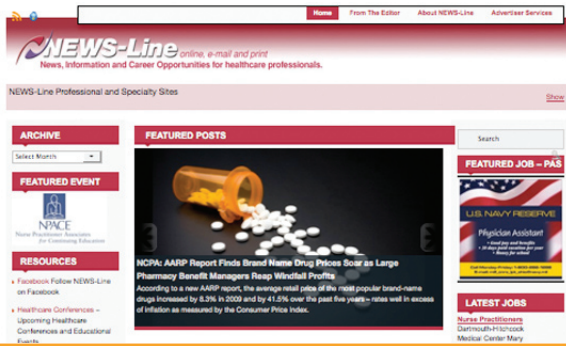 Home From The Editor About NEWS-Line Advertiser Services
NEWS-Line online, e-mail and print
News, Information and Career Opportunities for healthcare professionals.
NEWS-Line Professional and Specialty Sites
Show
ARCHIVE
Select Month
FEATURED EVENT
NPACE
Nurse Practitioner Associates
for Continuing Education
RESOURCES
Facebook Follow NEWS-Line
on Facebook
Healthcare Conferences –
Upcoming Healthcare
Conferences and Educational
Events
FEATURED POSTS
NCPA: AARP Report Finds Brand Name Drug Prices Soar as Large
Pharmacy Benefit Managers Reap Windfall Profits
According to a new AARP report, the average retail price of the most popular brand-name
drugs increased by 8.3% in 2009 and by 41.5% over the past five years – rates well in excess
of inflation as measured by the Consumer Price Index.
Search
FEATURED JOB – PAS
U.S. NAVY RESERVE
Physician Assistant
LATEST JOBS
Nurse Practitioners
Dartmouth-Hitchcock
Medical Center Mary